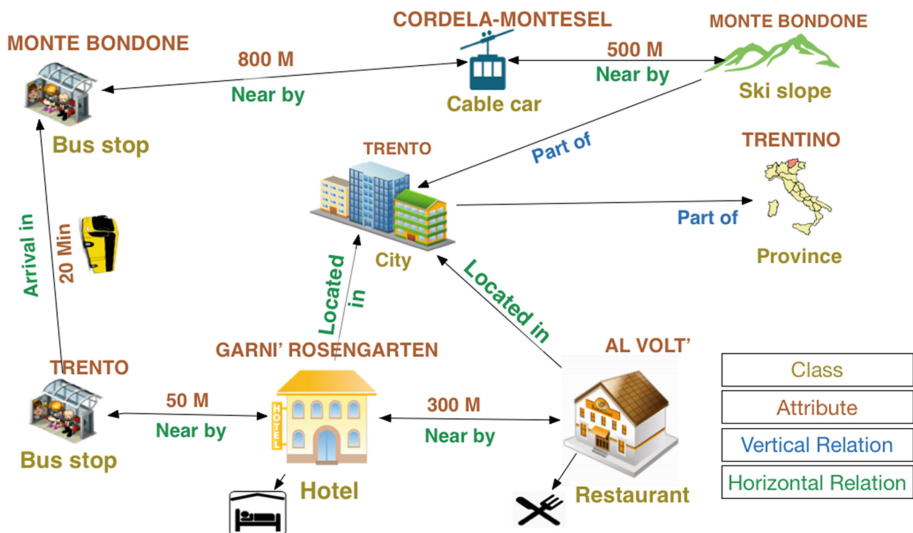 CORDELA-MONTESEL
MONTE BONDONE
MONTE BONDONE
800 M
Near by
500 M
Near by
Cable car
Ski slope
Bus stop
TRENTO
Part of
TRENTINO
Part of
City
Province
Arrival in
20 Min
Located
in
Located in
GARNI’ ROSENGARTEN
AL VOLT’
TRENTO
50 M
Near by
HOTEL
300 M
Near by
Bus stop
Hotel
Restaurant
Class
Attribute
Vertical Relation
Horizontal Relation